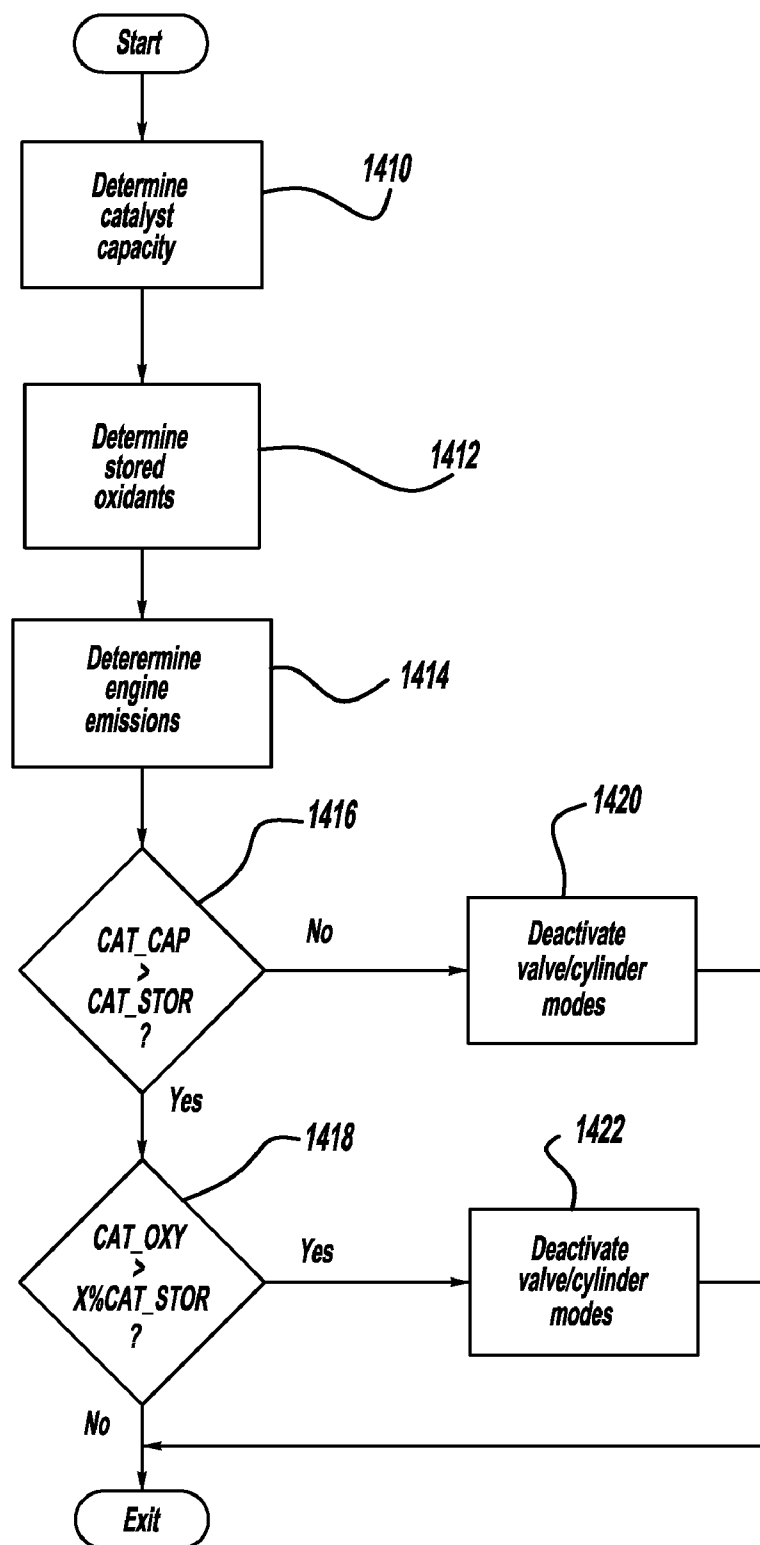 Start
Determine
catalyst
capacity
1410
Determine
stored
oxidants
1412
Deterermine
engine
emissions
1414
1416
CAT_CAP
>
CAT_STOR
?
No
1420
Deactivate
valve/cylinder
modes
Yes
1418
CAT_OXY
>
X%CAT_STOR
?
Yes
1422
Deactivate
valve/cylinder
modes
No
Exit